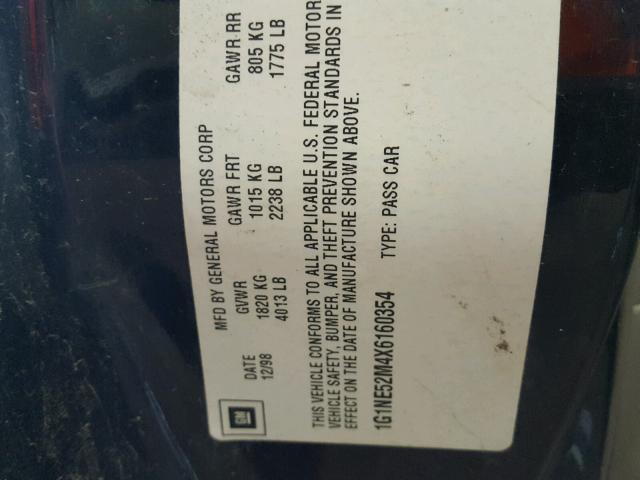 MFD BY GENERAL MOTORS CORP
DATE GVWR GAWR FRT GAWR RR
12/98 1820 KG 1015 KG 805 KG
4013 LB 2238 LB 1775 LB
THIS VEHICLE CONFORMS TO ALL APPLICABLE U.S. FEDERAL MOTOR
VEHICLE SAFETY, BUMPER, AND THEFT PREVENTION STANDARDS IN
EFFECT ON THE DATE OF MANUFACTURE SHOWN ABOVE.
1G1NE52M4X6160354 TYPE: PASS CAR
GM